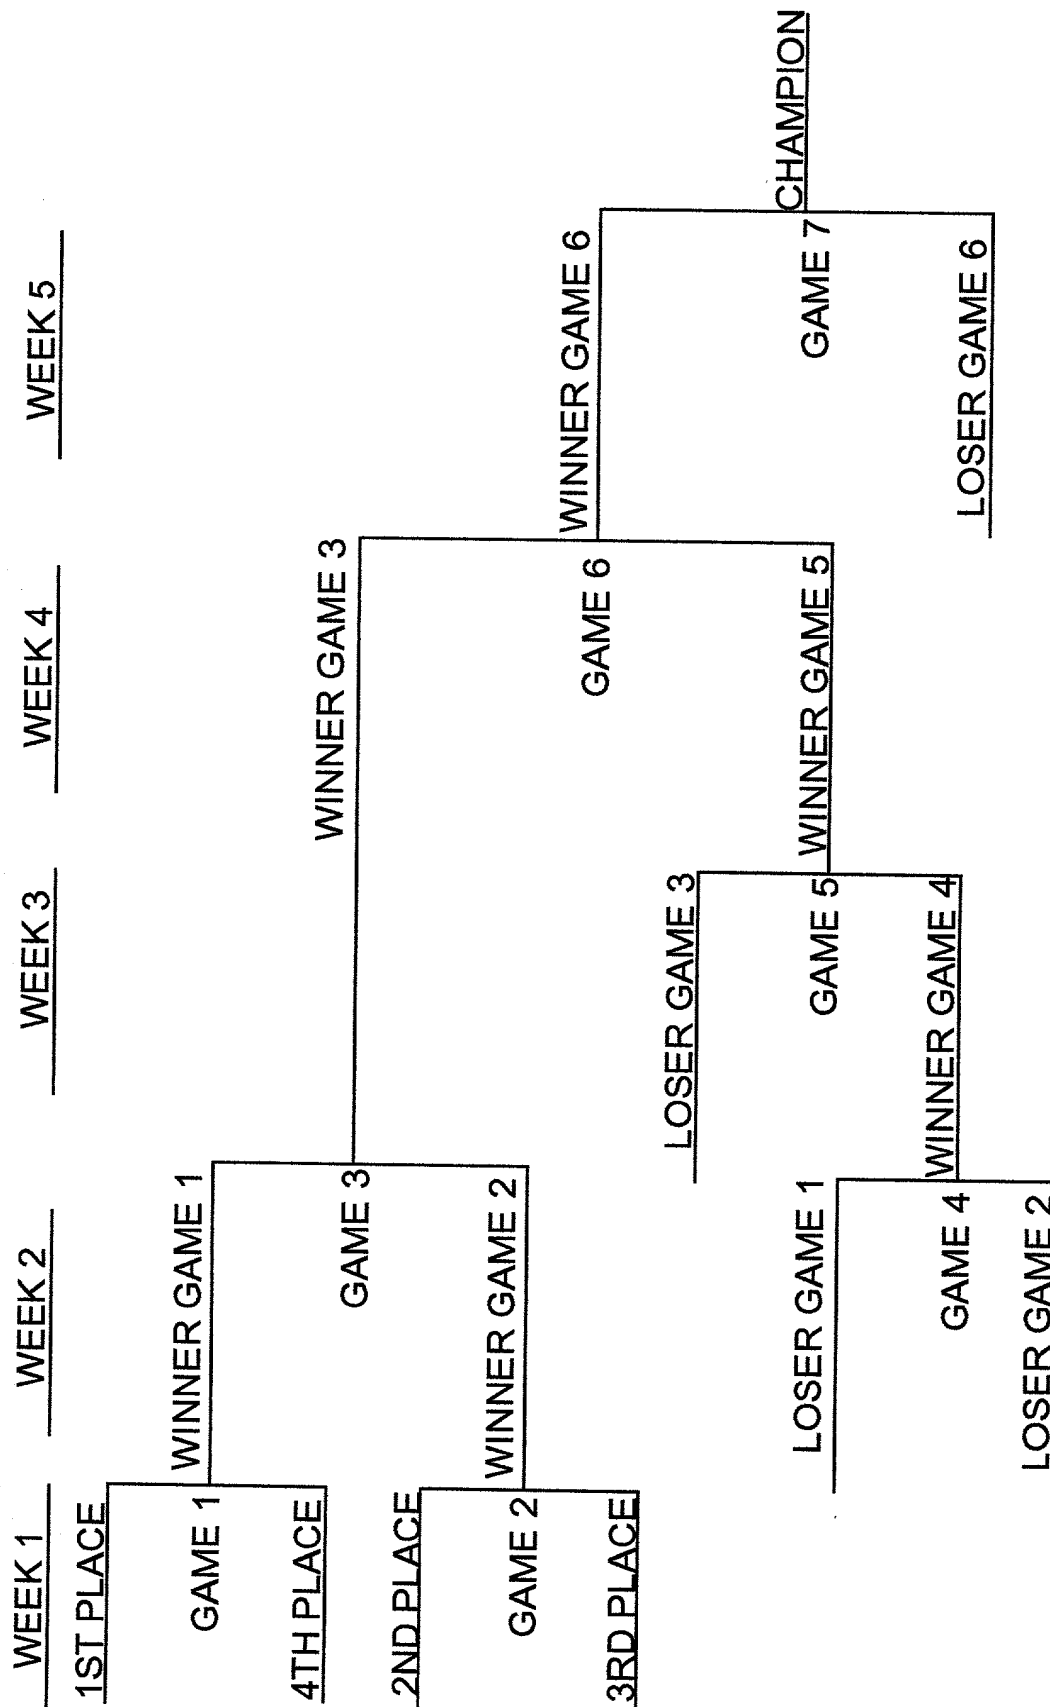 WEEK 1
WEEK 2
WEEK 3
WEEK 4
WEEK 5
1ST PLACE
GAME 1
4TH PLACE
WINNER GAME 1
2ND PLACE
GAME 2
3RD PLACE
WINNER GAME 2
GAME 3
WINNER GAME 3
LOSER GAME 1
GAME 4
LOSER GAME 2
WINNER GAME 4
LOSER GAME 3
GAME 5
WINNER GAME 5
GAME 6
WINNER GAME 6
GAME 7
LOSER GAME 6
CHAMPION